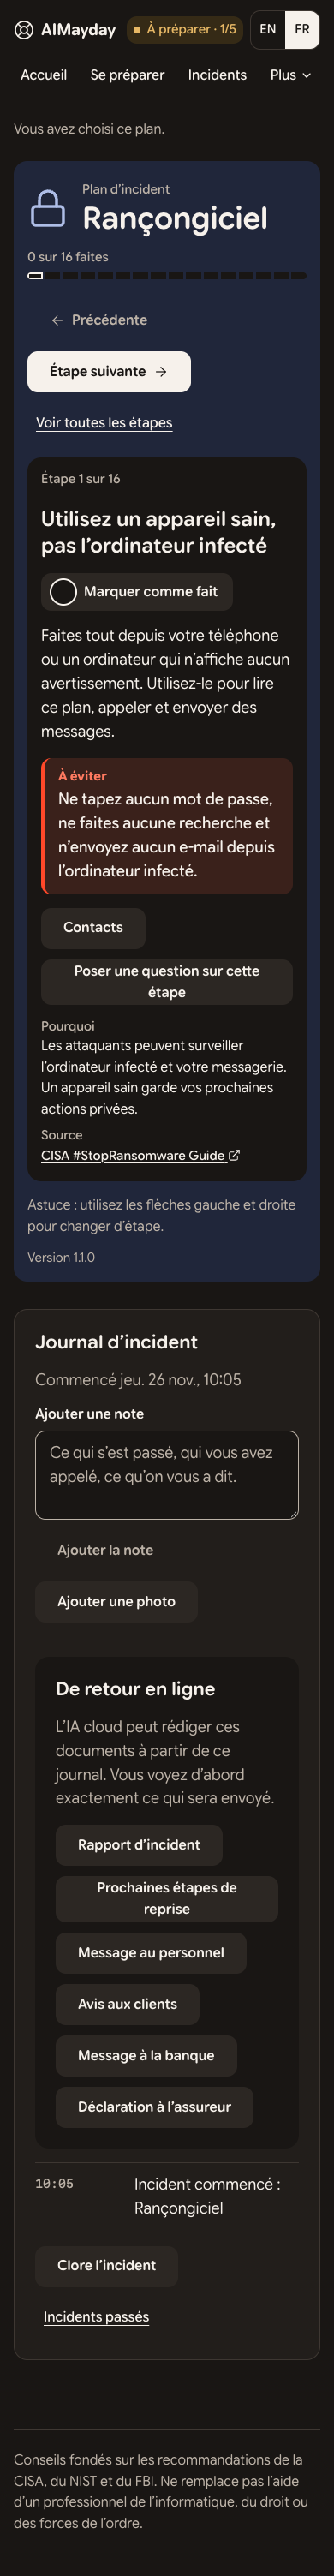 AIMayday
À préparer · 1/5
EN
FR
Accueil
Se préparer
Incidents
Plus
Vous avez choisi ce plan.
Plan d’incident
Rançongiciel
0 sur 16 faites
Précédente
Étape suivante
Voir toutes les étapes
Étape 1 sur 16
Utilisez un appareil sain,
pas l’ordinateur infecté
Marquer comme fait
Faites tout depuis votre téléphone
ou un ordinateur qui n’affiche aucun
avertissement. Utilisez-le pour lire
ce plan, appeler et envoyer des
messages.
À éviter
Ne tapez aucun mot de passe,
ne faites aucune recherche et
n’envoyez aucun e-mail depuis
l’ordinateur infecté.
Contacts
Poser une question sur cette
étape
Pourquoi
Les attaquants peuvent surveiller
l’ordinateur infecté et votre messagerie.
Un appareil sain garde vos prochaines
actions privées.
Source
CISA #StopRansomware Guide
Astuce : utilisez les flèches gauche et droite
pour changer d’étape.
Version 1.1.0
Journal d’incident
Commencé jeu. 26 nov., 10:05
Ajouter une note
Ce qui s’est passé, qui vous avez
appelé, ce qu’on vous a dit.
Ajouter la note
Ajouter une photo
De retour en ligne
L’IA cloud peut rédiger ces
documents à partir de ce
journal. Vous voyez d’abord
exactement ce qui sera envoyé.
Rapport d’incident
Prochaines étapes de
reprise
Message au personnel
Avis aux clients
Message à la banque
Déclaration à l’assureur
10:05
Incident commencé :
Rançongiciel
Clore l’incident
Incidents passés
Conseils fondés sur les recommandations de la
CISA, du NIST et du FBI. Ne remplace pas l’aide
d’un professionnel de l’informatique, du droit ou
des forces de l’ordre.